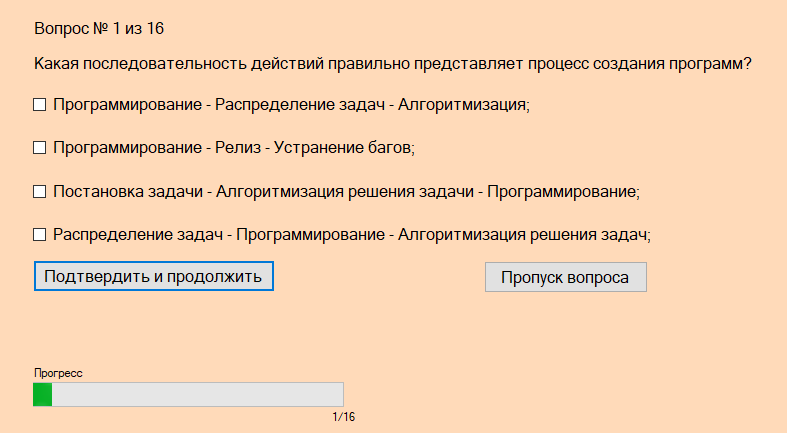 Вопрос № 1 из 16
Какая последовательность действий правильно представляет процесс создания программ?
Программирование - Распределение задач - Алгоритмизация;
Программирование - Релиз - Устранение багов;
Постановка задачи - Алгоритмизация решения задачи - Программирование;
Распределение задач - Программирование - Алгоритмизация решения задач;
Подтвердить и продолжить
Пропуск вопроса
Прогресс
1/16